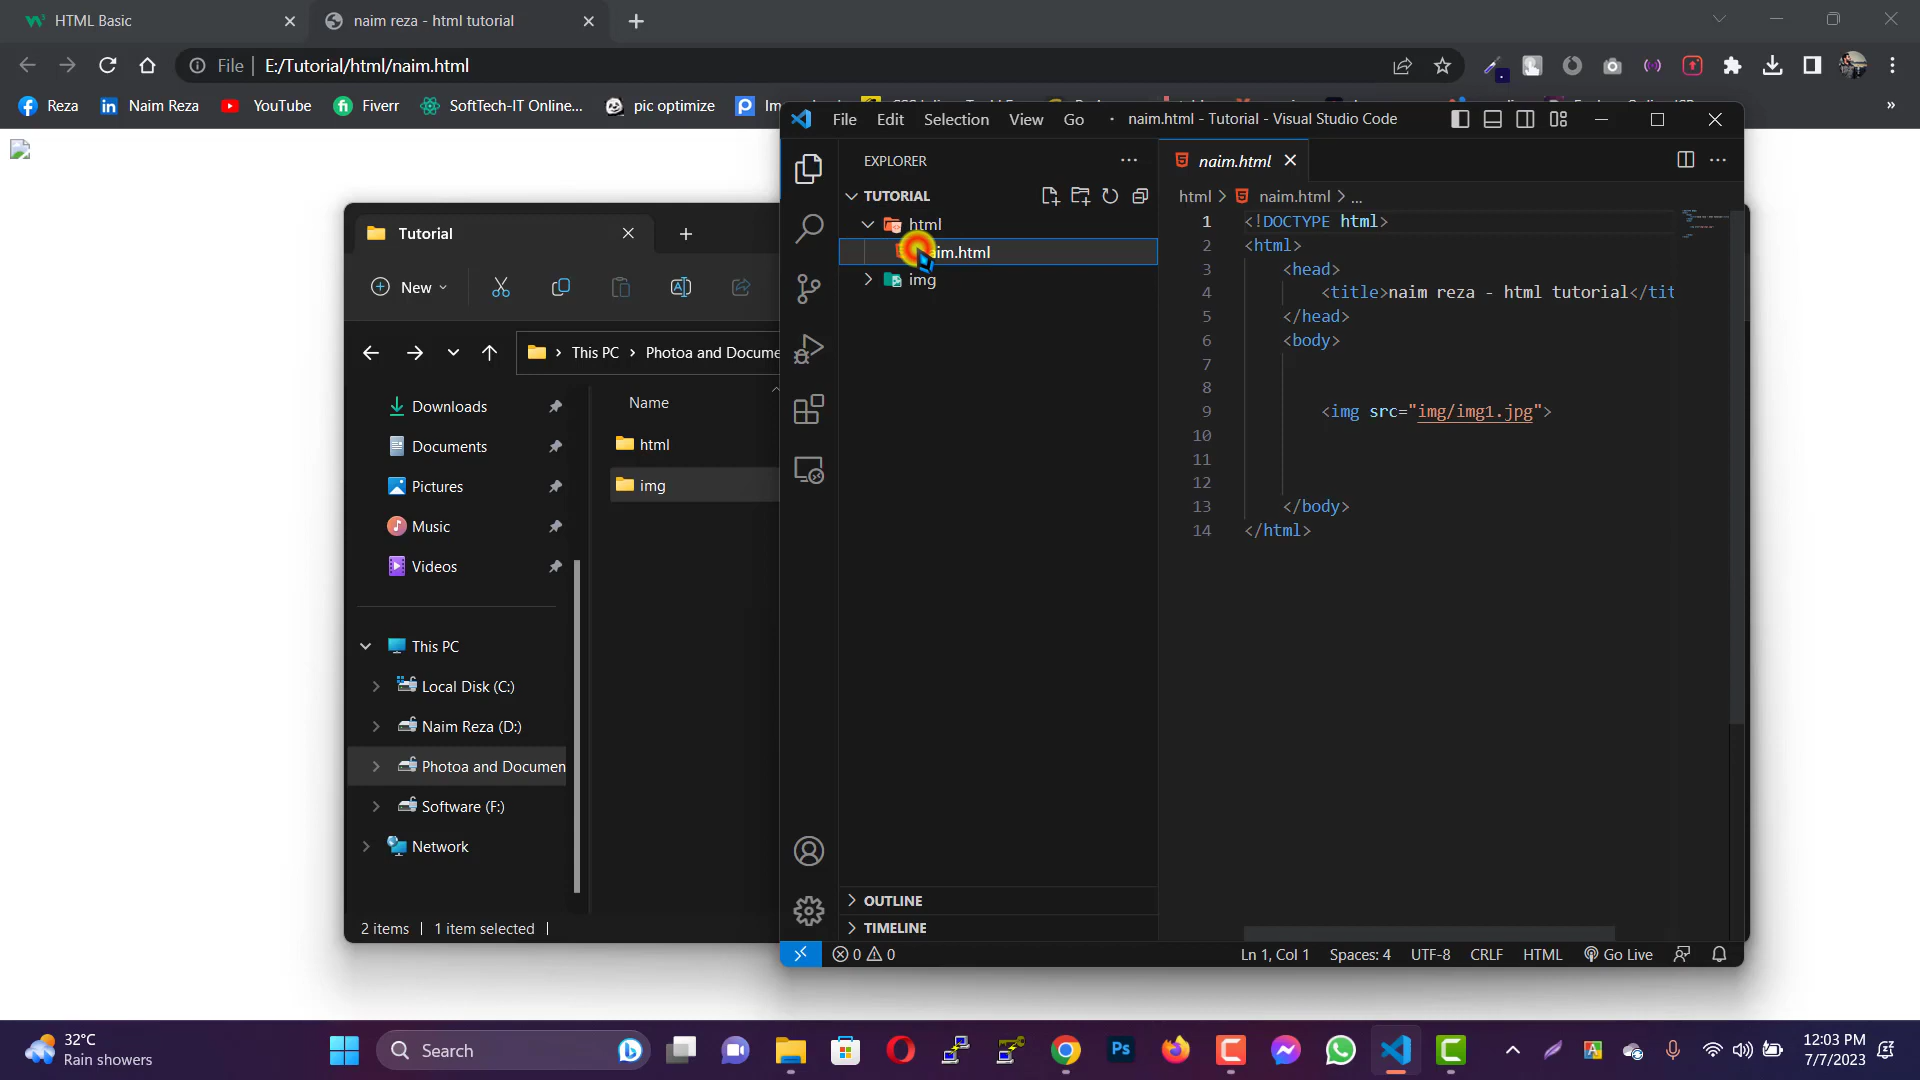 HTML Basic
naim reza - html tutorial
File E:/Tutorial/html/naim.html
Reza Naim Reza YouTube Fiverr SoftTech-IT Online... pic optimize
File Edit Selection View Go naim.html - Tutorial - Visual Studio Code
EXPLORER
naim.html
TUTORIAL
html > naim.html > ...
html
img
1 <!DOCTYPE html>
2 <html>
3 <head>
4 <title>naim reza - html tutorial</tit
5 </head>
6 <body>
7
8
9 <img src="img/img1.jpg">
10
11
12
13 </body>
14 </html>
OUTLINE
TIMELINE
0 0
Ln 1, Col 1 Spaces: 4 UTF-8 CRLF HTML Go Live
Tutorial
New
This PC > Photoa and Docume
Downloads
Documents
Pictures
Music
Videos
This PC
Local Disk (C:)
Naim Reza (D:)
Photoa and Documen
Software (F:)
Network
Name
html
img
2 items 1 item selected
32°C
Rain showers
Search
Ps
12:03 PM
7/7/2023